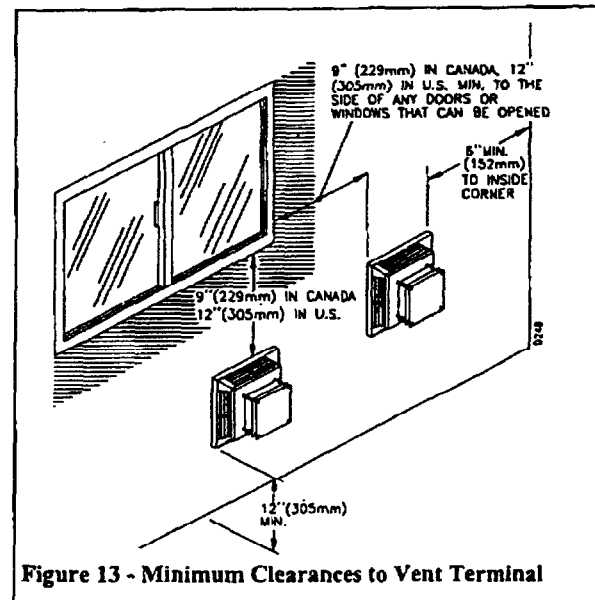 9" (229mm) IN CANADA, 12"
(305mm) IN U.S. MIN. TO THE
SIDE OF ANY DOORS OR
WINDOWS THAT CAN BE OPENED
6" MIN.
(152mm)
TO INSIDE
CORNER
9" (229mm) IN CANADA
12" (305mm) IN U.S.
D248
12" (305mm)
MIN.
Figure 13 - Minimum Clearances to Vent Terminal